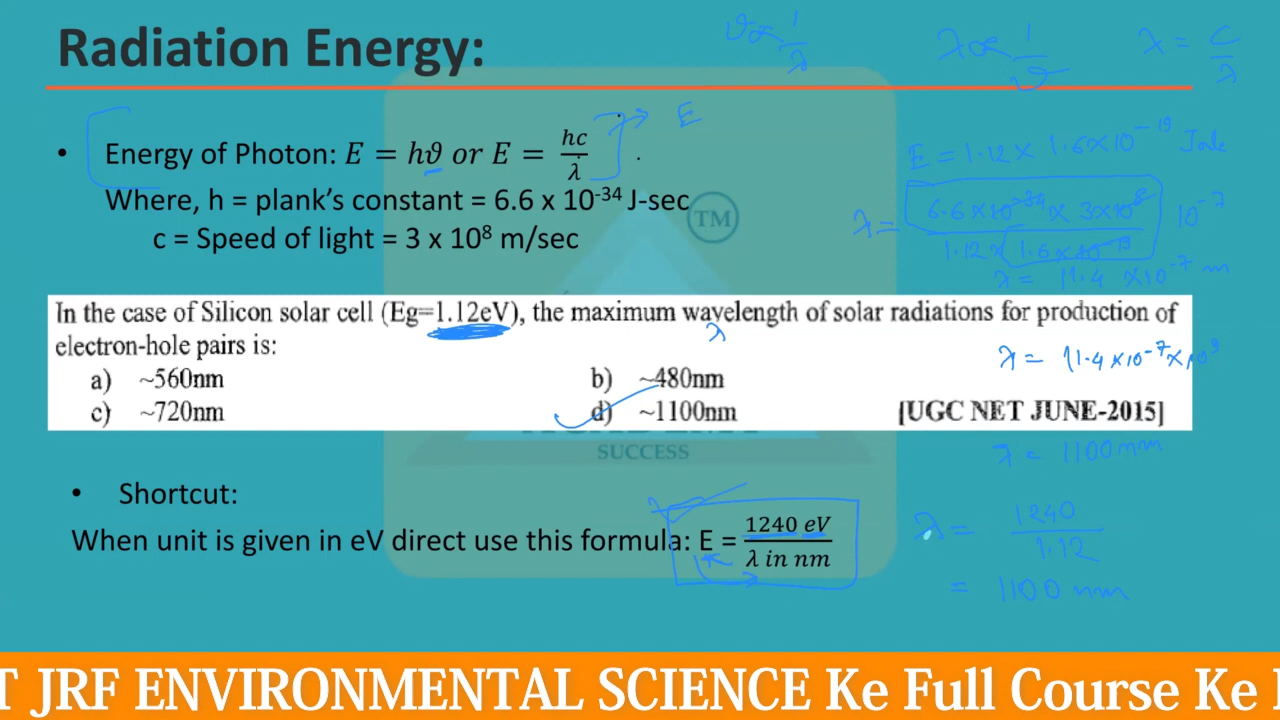 Radiation Energy:
ϑ ∝ 1/λ
λ ∝ 1/ϑ
λ = C/λ
• Energy of Photon: E = hϑ or E = hc/λ
→ E
Where, h = plank's constant = 6.6 x 10⁻³⁴ J-sec
c = Speed of light = 3 x 10⁸ m/sec
TM
E = 1.12 × 1.6×10⁻¹⁹ Joule
λ = 6.6×10⁻³⁴ × 3×10⁸ / 1.12 × 1.6×10⁻¹⁹ 10⁻⁷
λ = 11.4 ×10⁻⁷ m
In the case of Silicon solar cell (Eg=1.12eV), the maximum wavelength of solar radiations for production of
electron-hole pairs is:
λ
λ = 11.4×10⁻⁷×10⁹
a) ~560nm b) ~480nm
c) ~720nm d) ~1100nm [UGC NET JUNE-2015]
SUCCESS
λ = 1100nm
• Shortcut:
When unit is given in eV direct use this formula: E = 1240 eV / λ in nm
λ = 1240/1.12
= 1100 nm
T JRF ENVIRONMENTAL SCIENCE Ke Full Course Ke